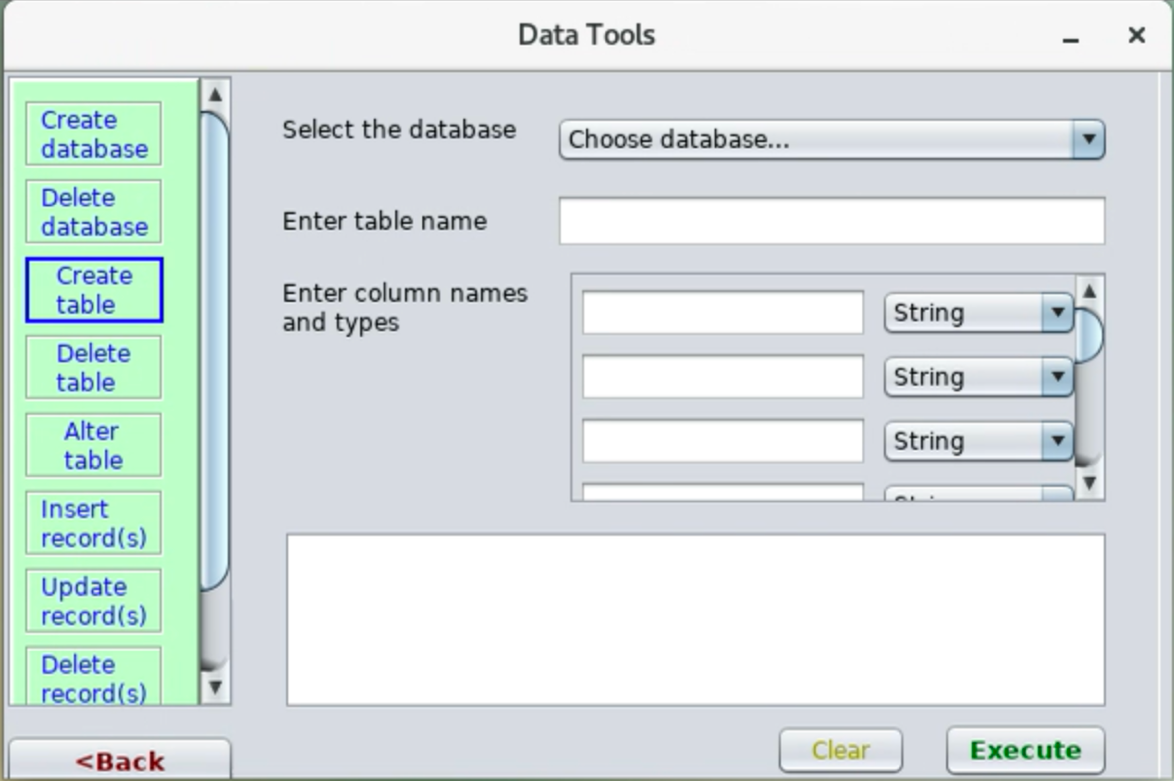 Data Tools
Create
database
Delete
database
Create
table
Delete
table
Alter
table
Insert
record(s)
Update
record(s)
Delete
record(s)
<Back
Select the database
Choose database...
Enter table name
Enter column names
and types
String
String
String
Clear
Execute